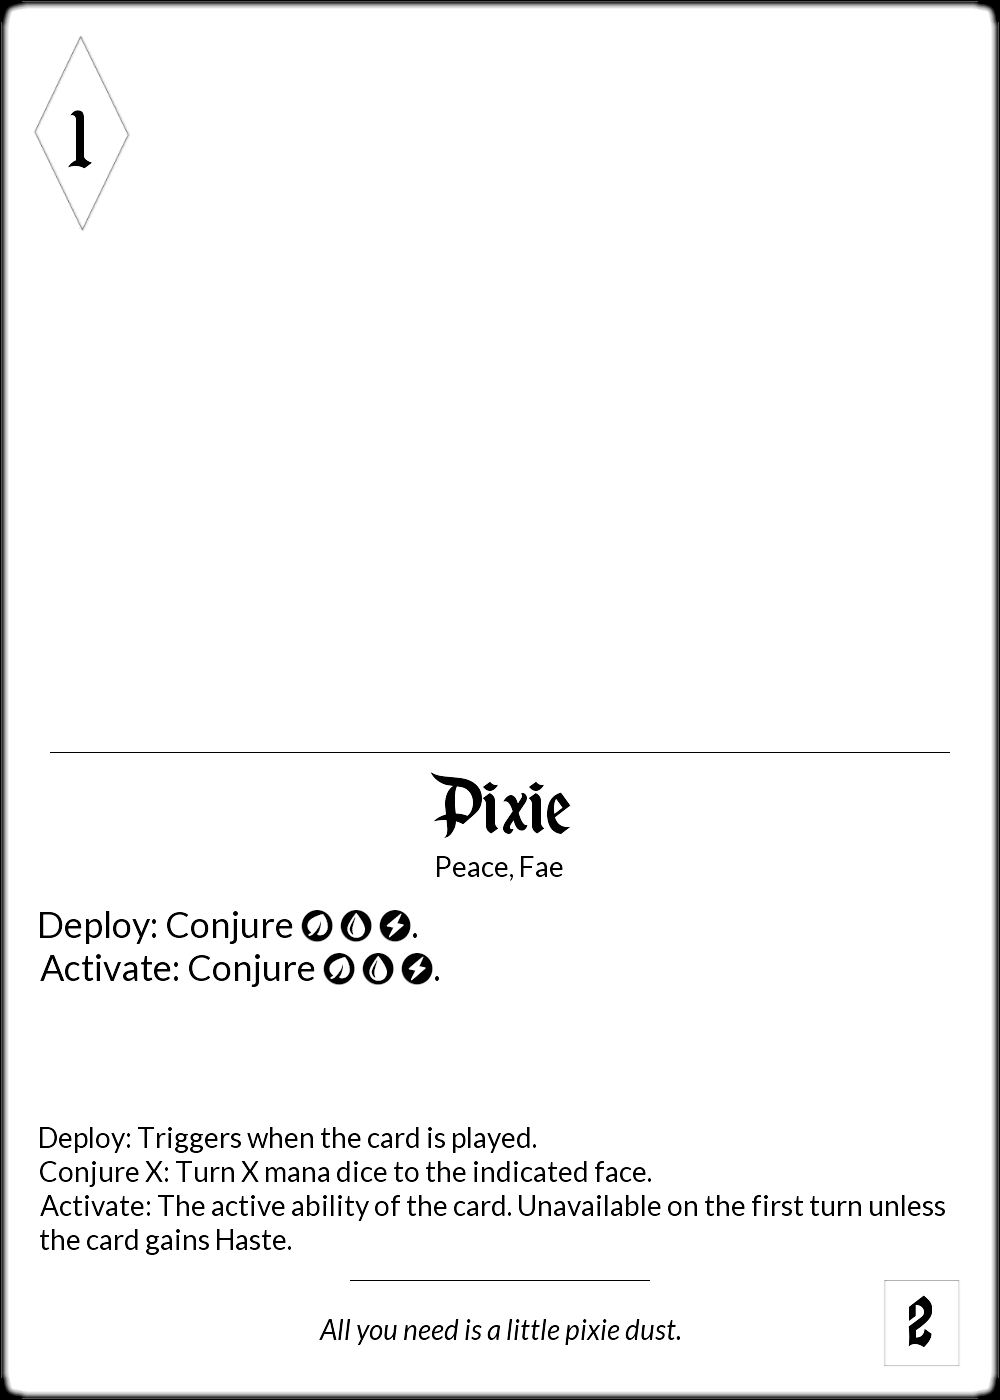 1
Pixie
Peace, Fae
Deploy: Conjure .
Activate: Conjure .
Deploy: Triggers when the card is played.
Conjure X: Turn X mana dice to the indicated face.
Activate: The active ability of the card. Unavailable on the first turn unless
the card gains Haste.
All you need is a little pixie dust.
2